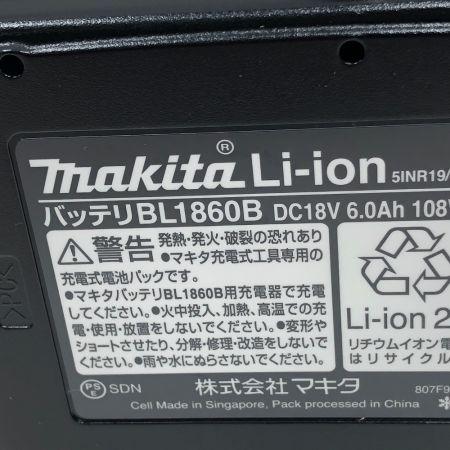 makita® Li-ion 5INR19/
バッテリBL1860B DC18V 6.0Ah 108
警告 発熱・発火・破裂の恐れあり
●マキタ充電式工具専用の
充電式電池パックです。
●マキタバッテリBL1860B用充電器で充電
してください。●火中投入、加熱、高温での充
電・使用・放置をしないでください。●変形や
ショートさせたり、分解・修理・改造をしないで
ください。●雨や水にぬらさないでください。
Li-ion 2
リチウムイオン電
はリサイクル
PS
E
SDN
株式会社マキタ
807F9
Cell Made in Singapore, Pack processed in China
>PC<